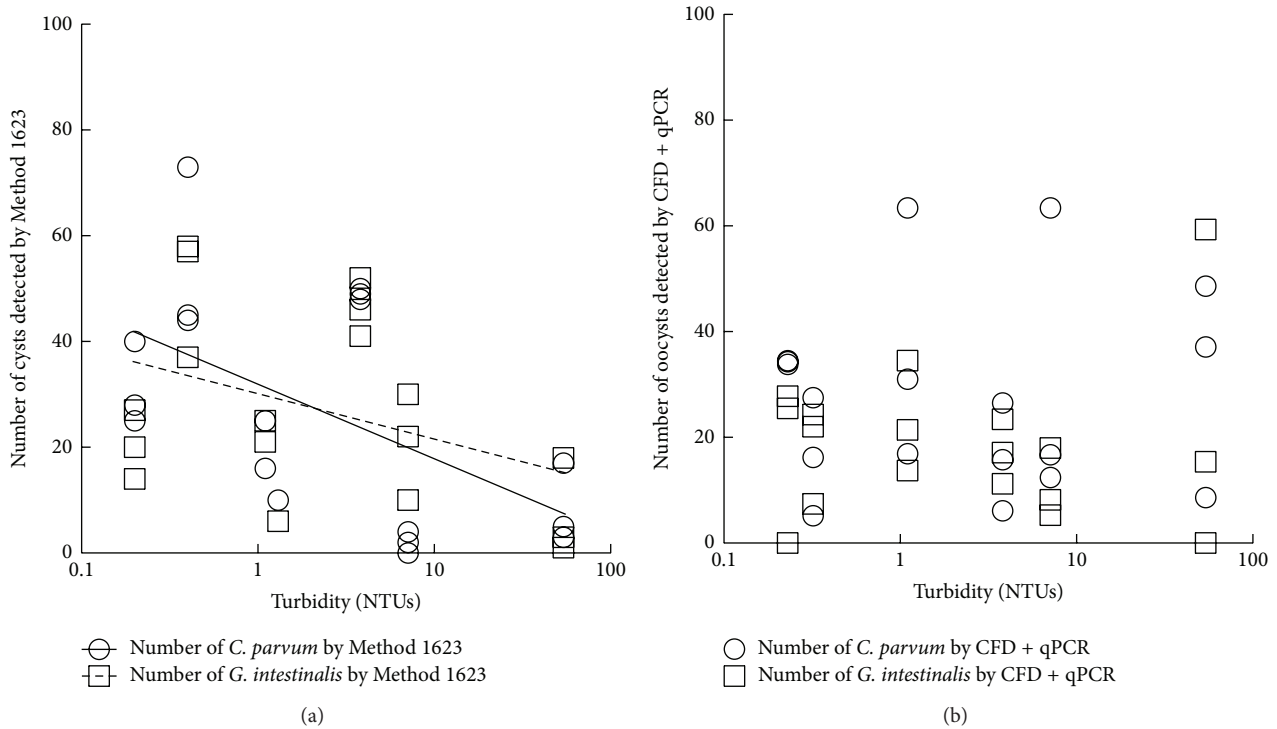 Number of cysts detected by Method 1623
100
80
60
40
20
0
0.1
1
10
100
Turbidity (NTUs)
Number of C. parvum by Method 1623
Number of G. intestinalis by Method 1623
(a)
Number of oocysts detected by CFD + qPCR
100
80
60
40
20
0
0.1
1
10
100
Turbidity (NTUs)
Number of C. parvum by CFD + qPCR
Number of G. intestinalis by CFD + qPCR
(b)